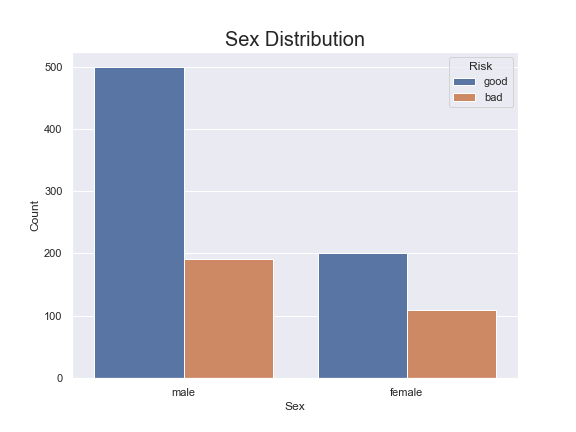 Sex Distribution
Risk
good
bad
500
400
300
200
100
0
Count
male
female
Sex